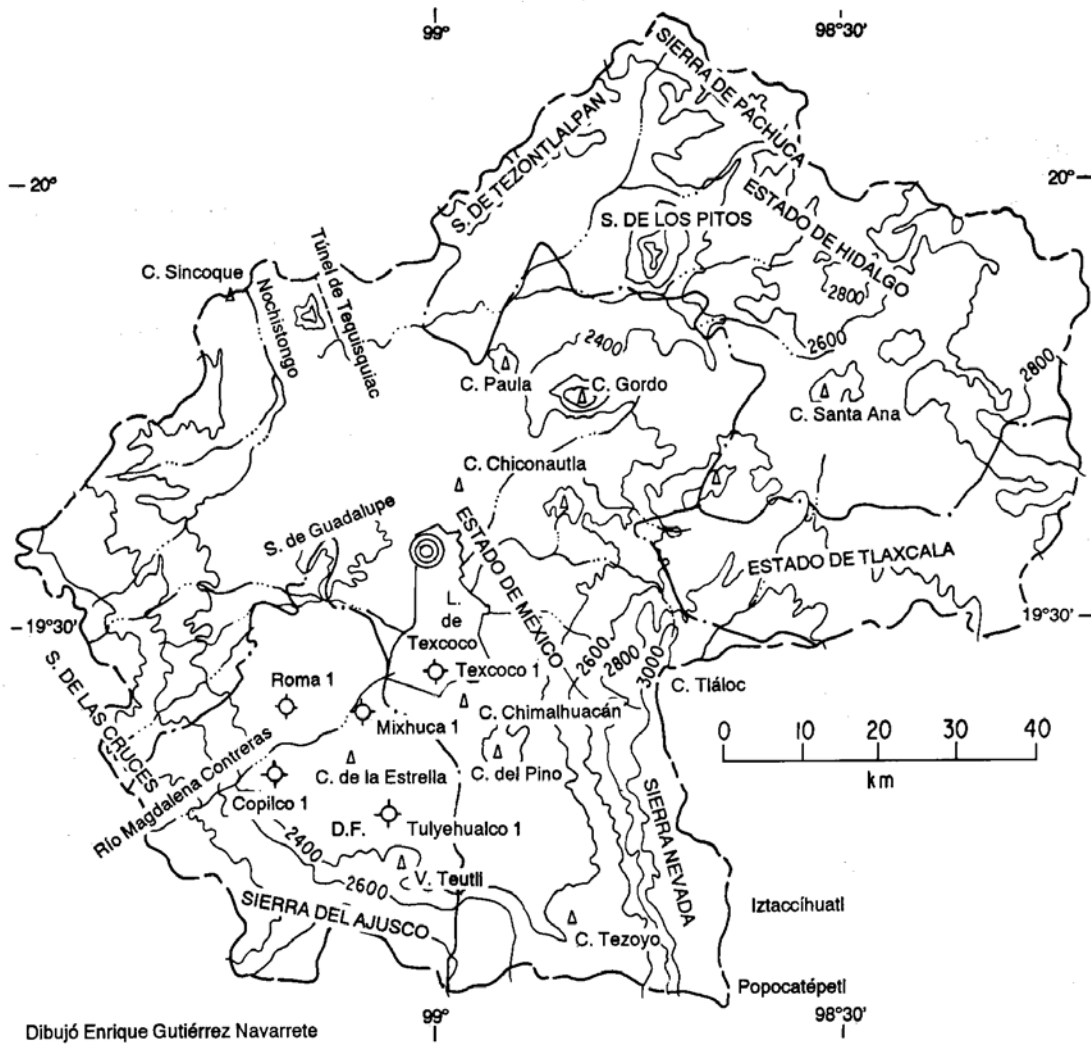 99°
98°30'
SIERRA DE PACHUCA
S. DE TEZONTLALPAN
20°
20°
ESTADO DE HIDALGO
S. DE LOS PITOS
Túnel de Tequisquiac
C. Sincoque
Nochistongo
2800
2600
2400
2800
C. Paula
C. Gordo
C. Santa Ana
C. Chiconautla
S. de Guadalupe
ESTADO DE MÉXICO
ESTADO DE TLAXCALA
L.
de
Texcoco
19°30'
19°30'
2600
2800
3000
S. DE LAS CRUCES
Roma 1
Texcoco 1
C. Tláloc
Mixhuca 1
C. Chimalhuacán
0 10 20 30 40
km
Río Magdalena Contreras
C. de la Estrella
C. del Pino
Copilco 1
D.F.
Tulyehualco 1
SIERRA NEVADA
2400
2600
V. Teutli
SIERRA DEL AJUSCO
Iztaccíhuatl
C. Tezoyo
Popocatépetl
99°
98°30'
Dibujó Enrique Gutiérrez Navarrete